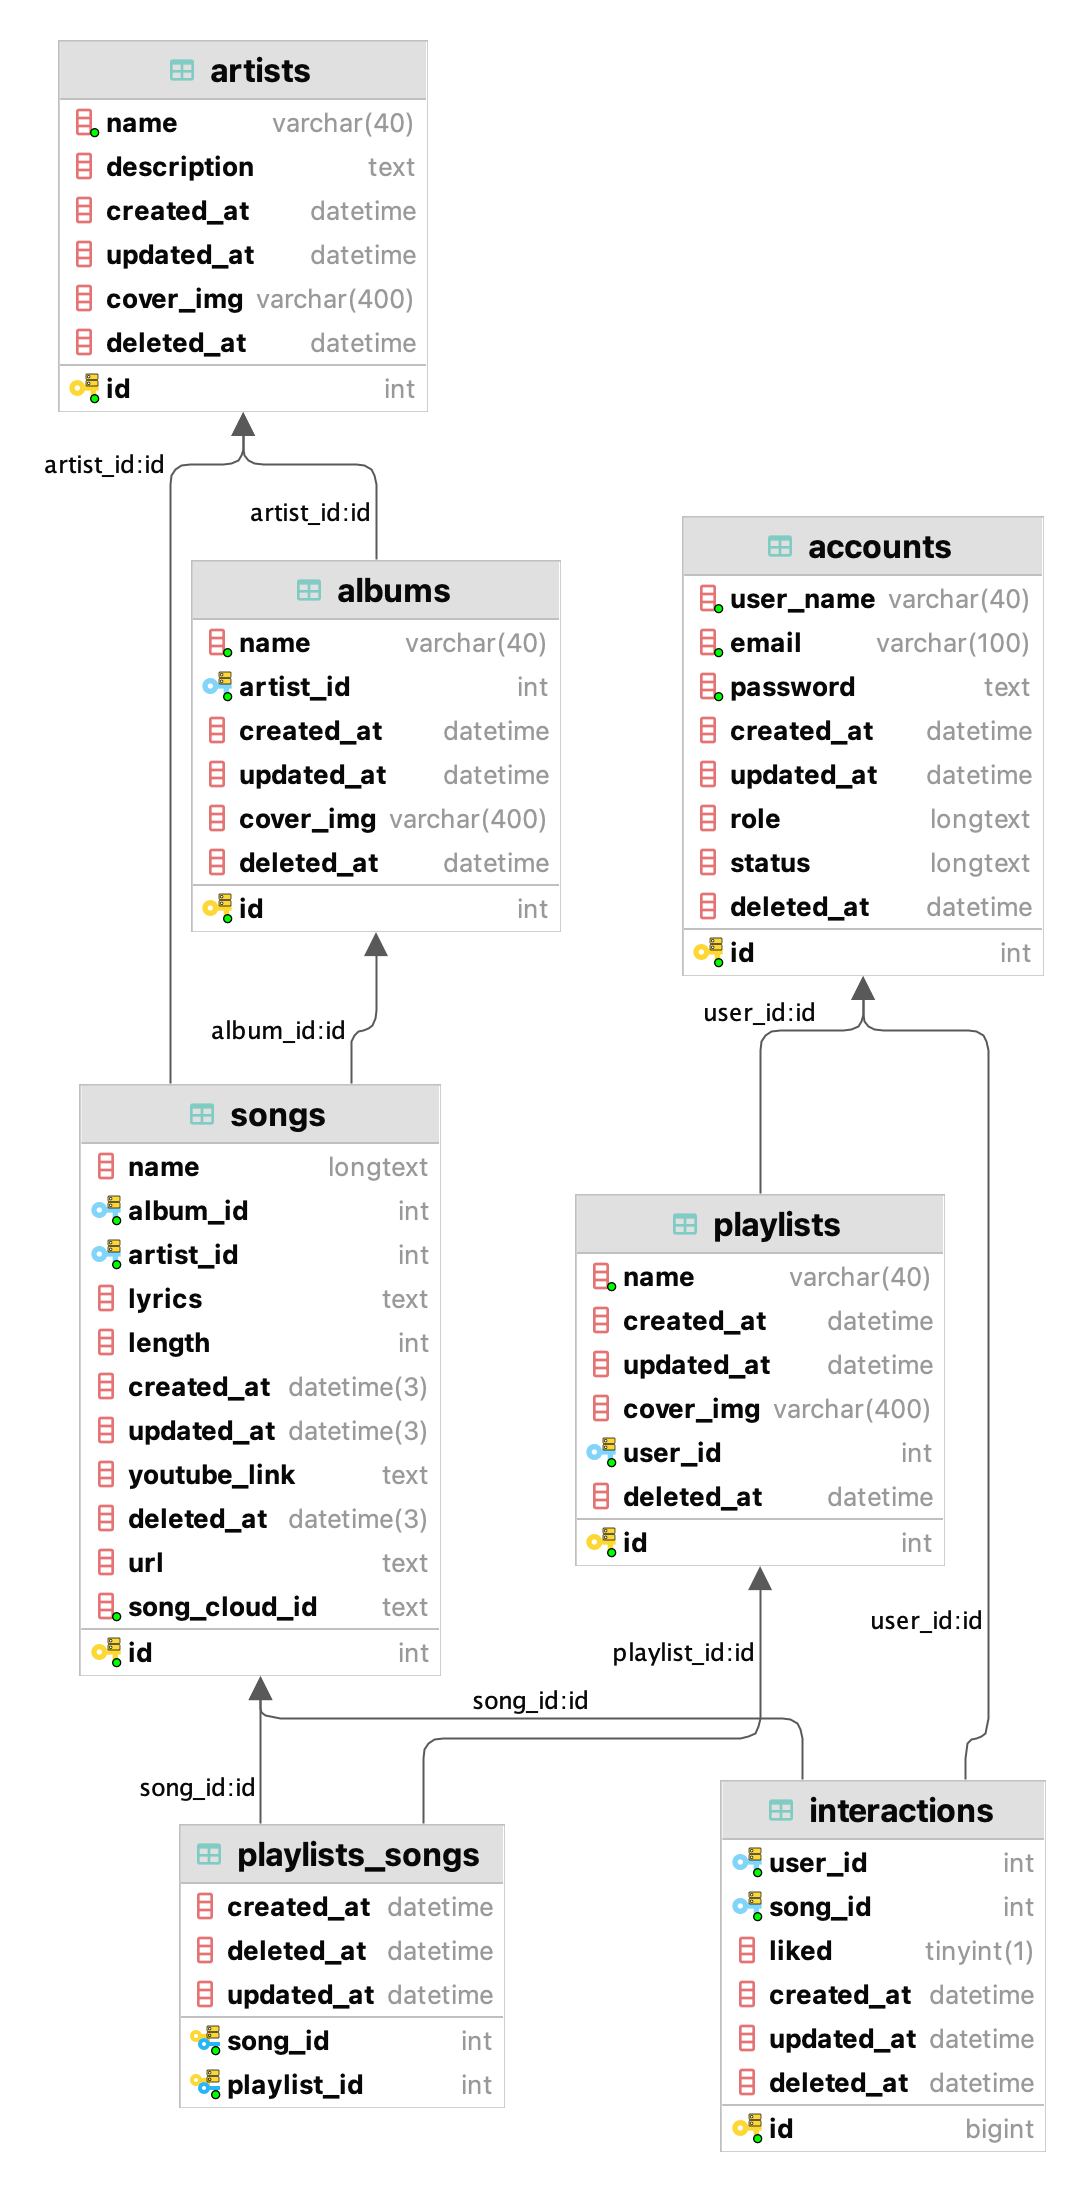 artists
name varchar(40)
description text
created_at datetime
updated_at datetime
cover_img varchar(400)
deleted_at datetime
id int
artist_id:id
artist_id:id
albums
name varchar(40)
artist_id int
created_at datetime
updated_at datetime
cover_img varchar(400)
deleted_at datetime
id int
accounts
user_name varchar(40)
email varchar(100)
password text
created_at datetime
updated_at datetime
role longtext
status longtext
deleted_at datetime
id int
user_id:id
album_id:id
songs
name longtext
album_id int
artist_id int
lyrics text
length int
created_at datetime(3)
updated_at datetime(3)
youtube_link text
deleted_at datetime(3)
url text
song_cloud_id text
id int
playlists
name varchar(40)
created_at datetime
updated_at datetime
cover_img varchar(400)
user_id int
deleted_at datetime
id int
user_id:id
playlist_id:id
song_id:id
song_id:id
playlists_songs
created_at datetime
deleted_at datetime
updated_at datetime
song_id int
playlist_id int
interactions
user_id int
song_id int
liked tinyint(1)
created_at datetime
updated_at datetime
deleted_at datetime
id bigint